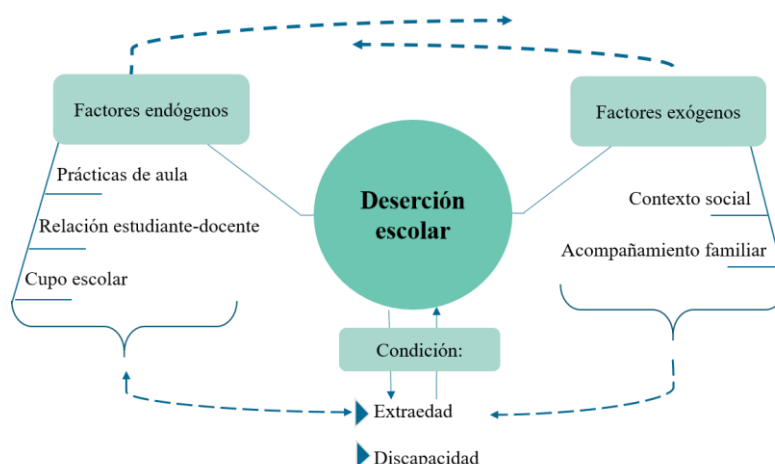 Factores endógenos
Factores exógenos
Prácticas de aula
Relación estudiante-docente
Cupo escolar
Deserción
escolar
Contexto social
Acompañamiento familiar
Condición:
Extraedad
Discapacidad